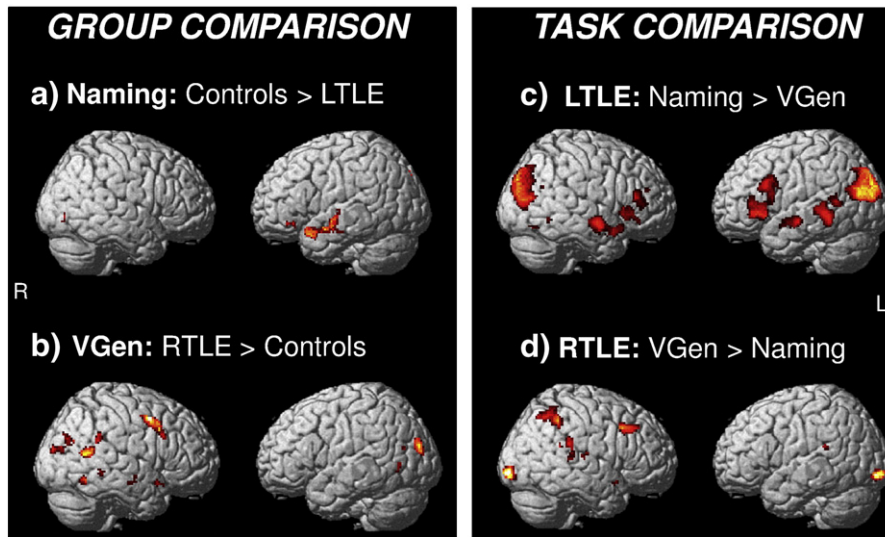 GROUP COMPARISON
a) Naming: Controls > LTLE
R
b) VGen: RTLE > Controls
TASK COMPARISON
c) LTLE: Naming > VGen
L
d) RTLE: VGen > Naming